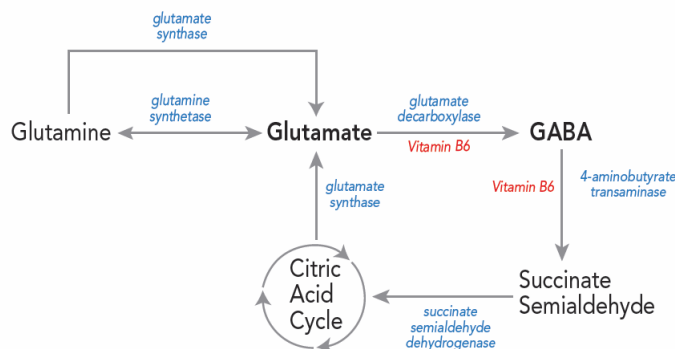 glutamate
synthase
Glutamine
glutamine
synthetase
Glutamate
glutamate
decarboxylase
Vitamin B6
GABA
Vitamin B6
4-aminobutyrate
transaminase
glutamate
synthase
Citric
Acid
Cycle
succinate
semialdehyde
dehydrogenase
Succinate
Semialdehyde